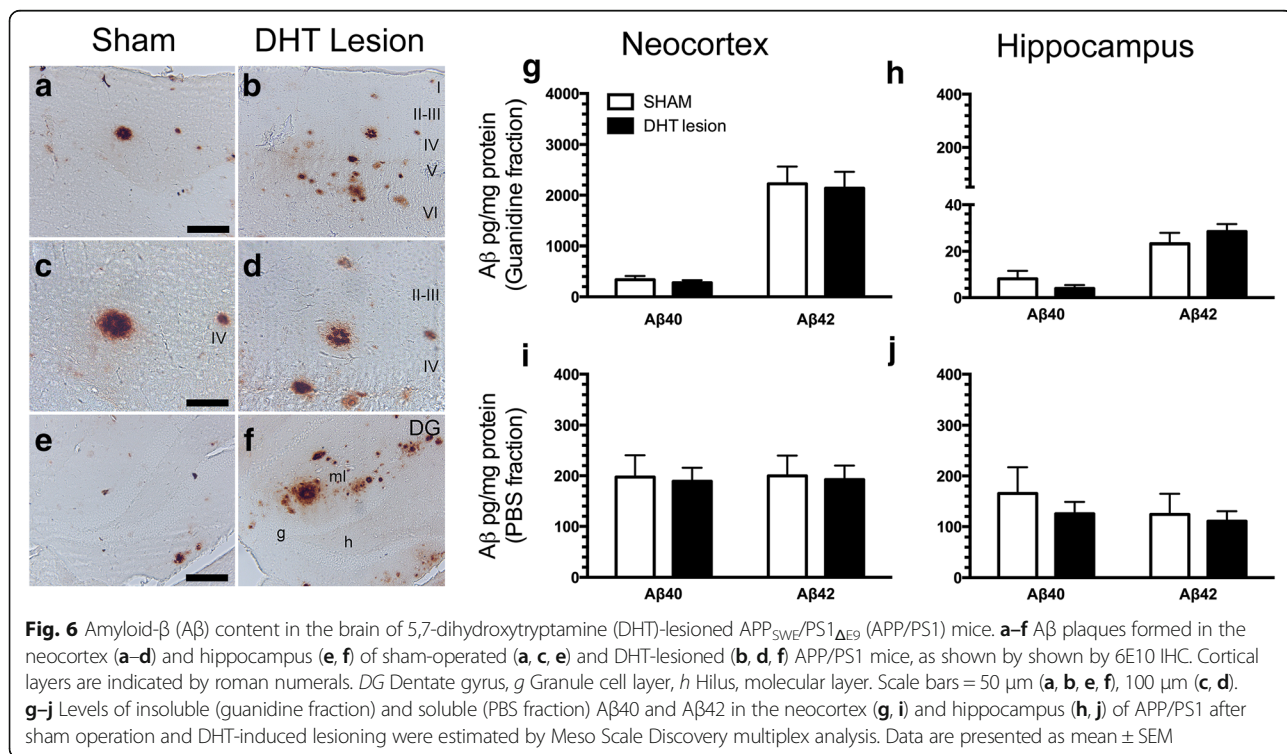 Sham
DHT Lesion
a
b
I
II-III
IV
V
VI
c
IV
d
II-III
IV
e
f
DG
ml
g
h
Neocortex
Hippocampus
g
Aβ pg/mg protein
(Guanidine fraction)
4000
3000
2000
1000
0
SHAM
DHT lesion
Aβ40
Aβ42
h
400
200
40
20
0
Aβ40
Aβ42
i
Aβ pg/mg protein
(PBS fraction)
400
300
200
100
0
Aβ40
Aβ42
j
400
300
200
100
0
Aβ40
Aβ42
Fig. 6 Amyloid-β (Aβ) content in the brain of 5,7-dihydroxytryptamine (DHT)-lesioned APPSWE/PS1ΔE9 (APP/PS1) mice. a–f Aβ plaques formed in the
neocortex (a–d) and hippocampus (e, f) of sham-operated (a, c, e) and DHT-lesioned (b, d, f) APP/PS1 mice, as shown by shown by 6E10 IHC. Cortical
layers are indicated by roman numerals. DG Dentate gyrus, g Granule cell layer, h Hilus, molecular layer. Scale bars = 50 μm (a, b, e, f), 100 μm (c, d).
g–j Levels of insoluble (guanidine fraction) and soluble (PBS fraction) Aβ40 and Aβ42 in the neocortex (g, i) and hippocampus (h, j) of APP/PS1 after
sham operation and DHT-induced lesioning were estimated by Meso Scale Discovery multiplex analysis. Data are presented as mean ± SEM